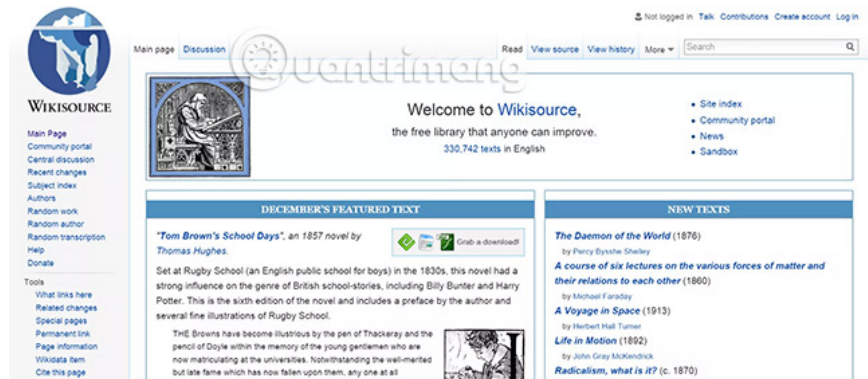 Not logged in Talk Contributions Create account Log in
Main page Discussion
Read View source View history More Search
Quantrimang
WIKISOURCE
Main Page
Community portal
Central discussion
Recent changes
Subject index
Authors
Random work
Random author
Random transcription
Help
Donate
Tools
What links here
Related changes
Special pages
Permanent link
Page information
Wikidata item
Cite this page
Welcome to Wikisource,
the free library that anyone can improve.
330,742 texts in English
Site index
Community portal
News
Sandbox
DECEMBER'S FEATURED TEXT
"Tom Brown's School Days", an 1857 novel by
Thomas Hughes.
Grab a download!
Set at Rugby School (an English public school for boys) in the 1830s, this novel had a
strong influence on the genre of British school-stories, including Billy Bunter and Harry
Potter. This is the sixth edition of the novel and includes a preface by the author and
several fine illustrations of Rugby School.
THE Browns have become illustrious by the pen of Thackeray and the
pencil of Doyle within the memory of the young gentlemen who are
now matriculating at the universities. Notwithstanding the well-merited
but late fame which has now fallen upon them, any one at all
NEW TEXTS
The Daemon of the World (1876)
by Percy Bysshe Shelley
A course of six lectures on the various forces of matter and
their relations to each other (1860)
by Michael Faraday
A Voyage in Space (1913)
by Herbert Hall Turner
Life in Motion (1892)
by John Gray McKendrick
Radicalism, what is it? (c. 1870)